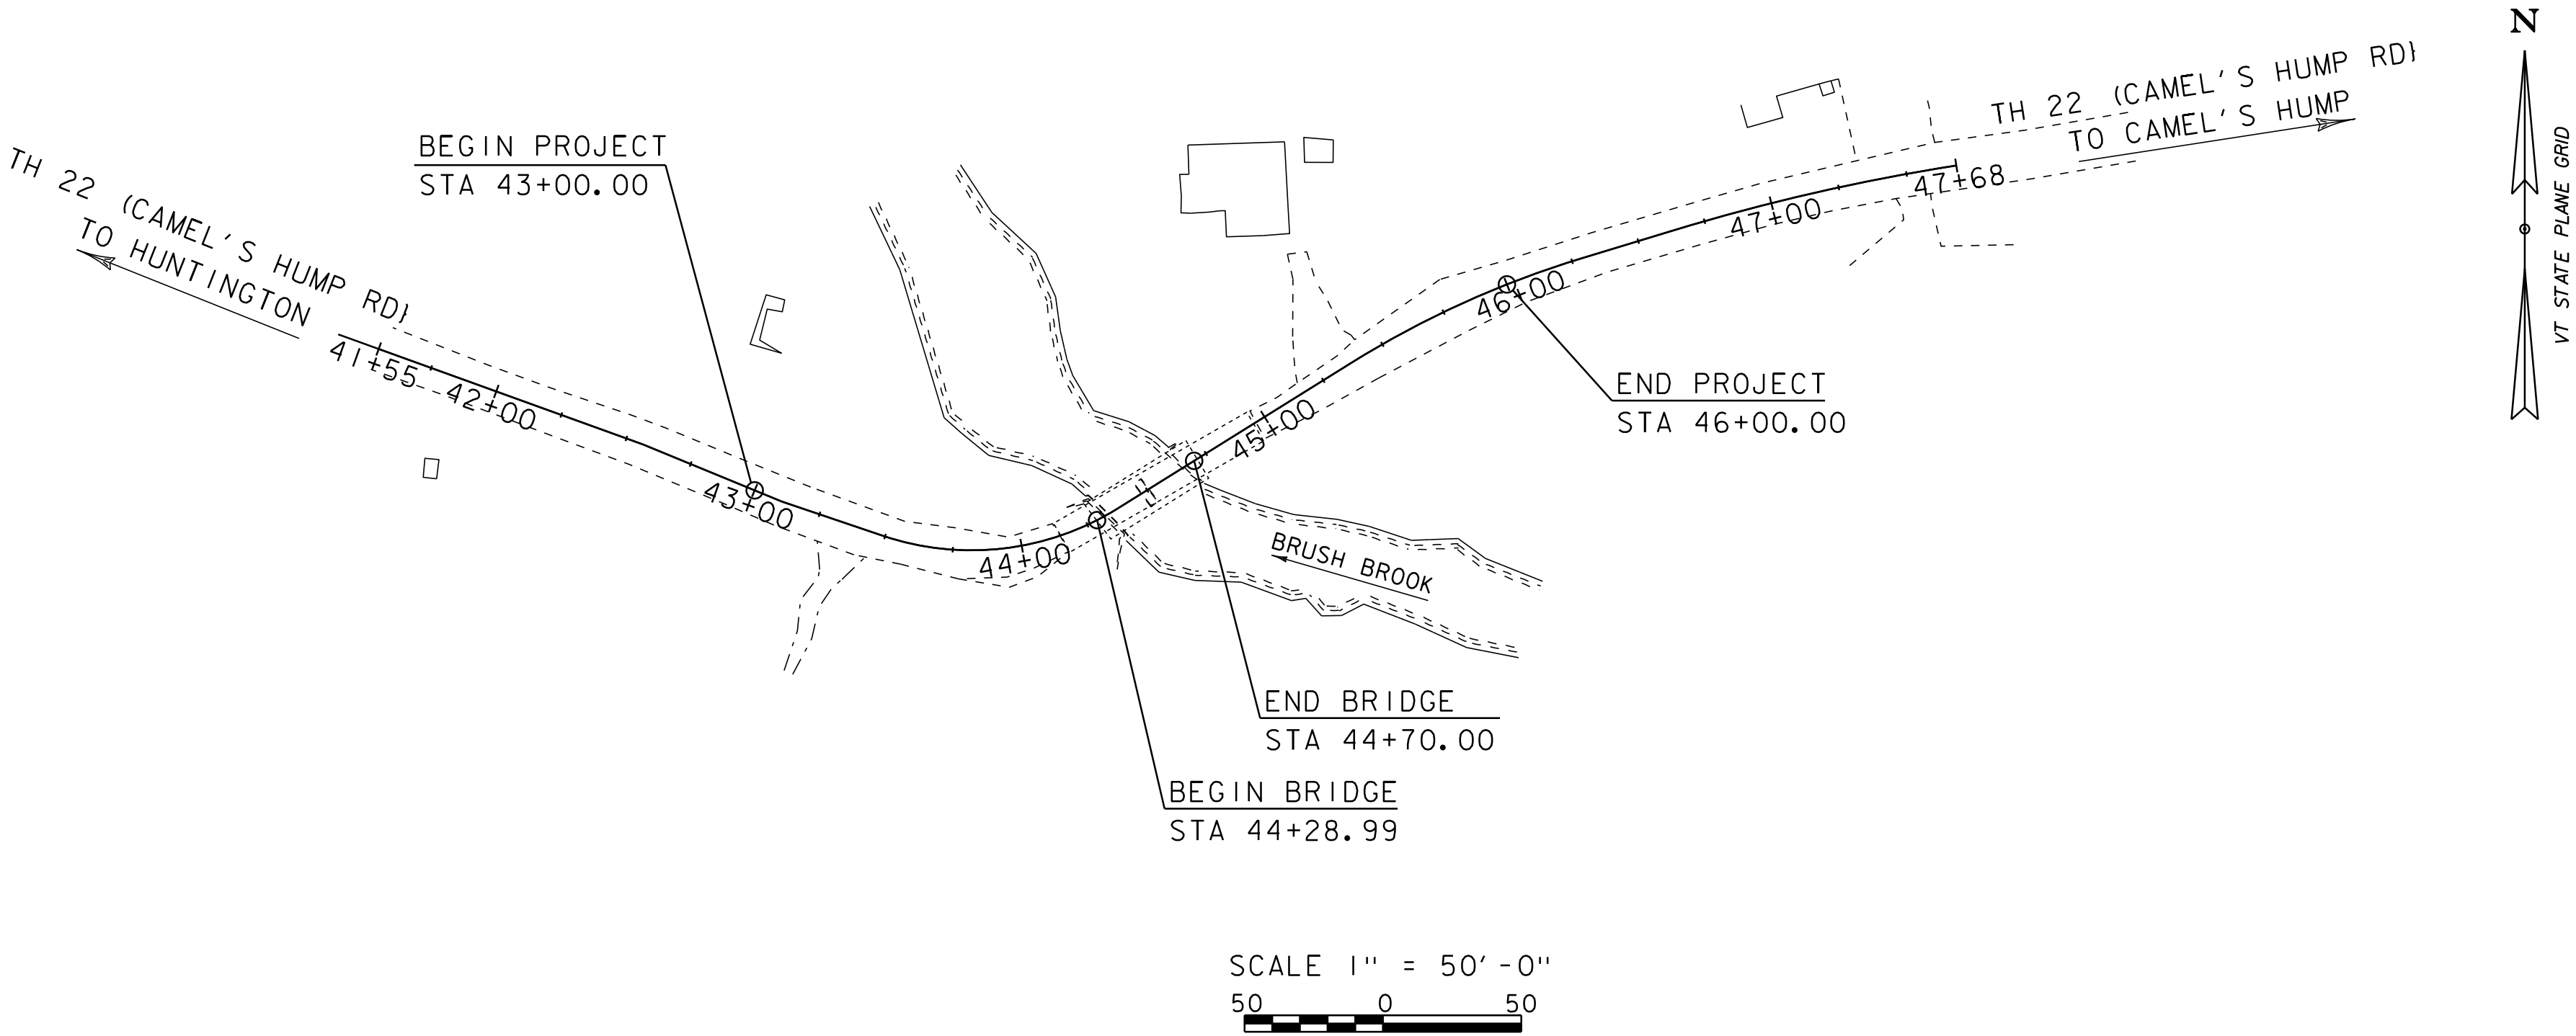 N
VT STATE PLANE GRID
TH 22 (CAMEL'S HUMP RD)
TO CAMEL'S HUMP
BEGIN PROJECT
STA 43+00.00
TH 22 (CAMEL'S HUMP RD)
TO HUNTINGTON
41+55
42+00
43+00
44+00
45+00
46+00
47+00
47+68
END PROJECT
STA 46+00.00
BRUSH BROOK
END BRIDGE
STA 44+70.00
BEGIN BRIDGE
STA 44+28.99
SCALE 1" = 50'-0"
50 0 50